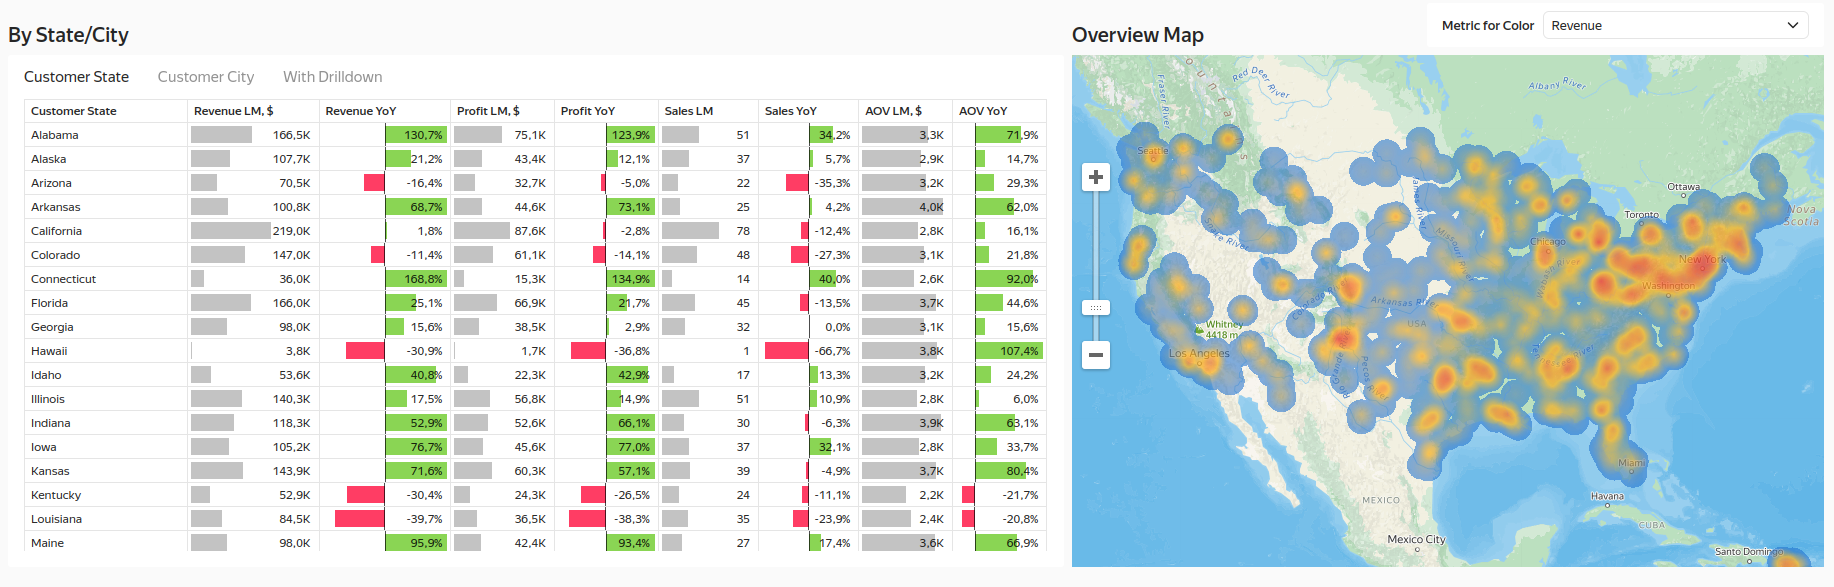 By State/City
Overview Map
Metric for Color Revenue
Customer State Customer City With Drilldown
Customer State Revenue LM, $ Revenue YoY Profit LM, $ Profit YoY Sales LM Sales YoY AOV LM, $ AOV YoY
Alabama 166,5K 130,7% 75,1K 123,9% 51 34,2% 3,3K 71,9%
Alaska 107,7K 21,2% 43,4K 12,1% 37 5,7% 2,9K 14,7%
Arizona 70,5K -16,4% 32,7K -5,0% 22 -35,3% 3,2K 29,3%
Arkansas 100,8K 68,7% 44,6K 73,1% 25 4,2% 4,0K 62,0%
California 219,0K 1,8% 87,6K -2,8% 78 -12,4% 2,8K 16,1%
Colorado 147,0K -11,4% 61,1K -14,1% 48 -27,3% 3,1K 21,8%
Connecticut 36,0K 168,8% 15,3K 134,9% 14 40,0% 2,6K 92,0%
Florida 166,0K 25,1% 66,9K 21,7% 45 -13,5% 3,7K 44,6%
Georgia 98,0K 15,6% 38,5K 2,9% 32 0,0% 3,1K 15,6%
Hawaii 3,8K -30,9% 1,7K -36,8% 1 -66,7% 3,8K 107,4%
Idaho 53,6K 40,8% 22,3K 42,9% 17 13,3% 3,2K 24,2%
Illinois 140,3K 17,5% 56,8K 14,9% 51 10,9% 2,8K 6,0%
Indiana 118,3K 52,9% 52,6K 66,1% 30 -6,3% 3,9K 63,1%
Iowa 105,2K 76,7% 45,6K 77,0% 37 32,1% 2,8K 33,7%
Kansas 143,9K 71,6% 60,3K 57,1% 39 -4,9% 3,7K 80,4%
Kentucky 52,9K -30,4% 24,3K -26,5% 24 -11,1% 2,2K -21,7%
Louisiana 84,5K -39,7% 36,5K -38,3% 35 -23,9% 2,4K -20,8%
Maine 98,0K 95,9% 42,4K 93,4% 27 17,4% 3,6K 66,9%
Red Deer River
Albany River
Fraser River
Seattle
Ottawa
Nova
Scotia
Toronto
Snake River
Missouri River
Chicago
New York
Washington
Colorado
Arkansas River
USA
Whitney
4418 m
Los Angeles
Pecos
Miami
Havana
MEXICO
CUBA
Mexico City
Santo Domingo